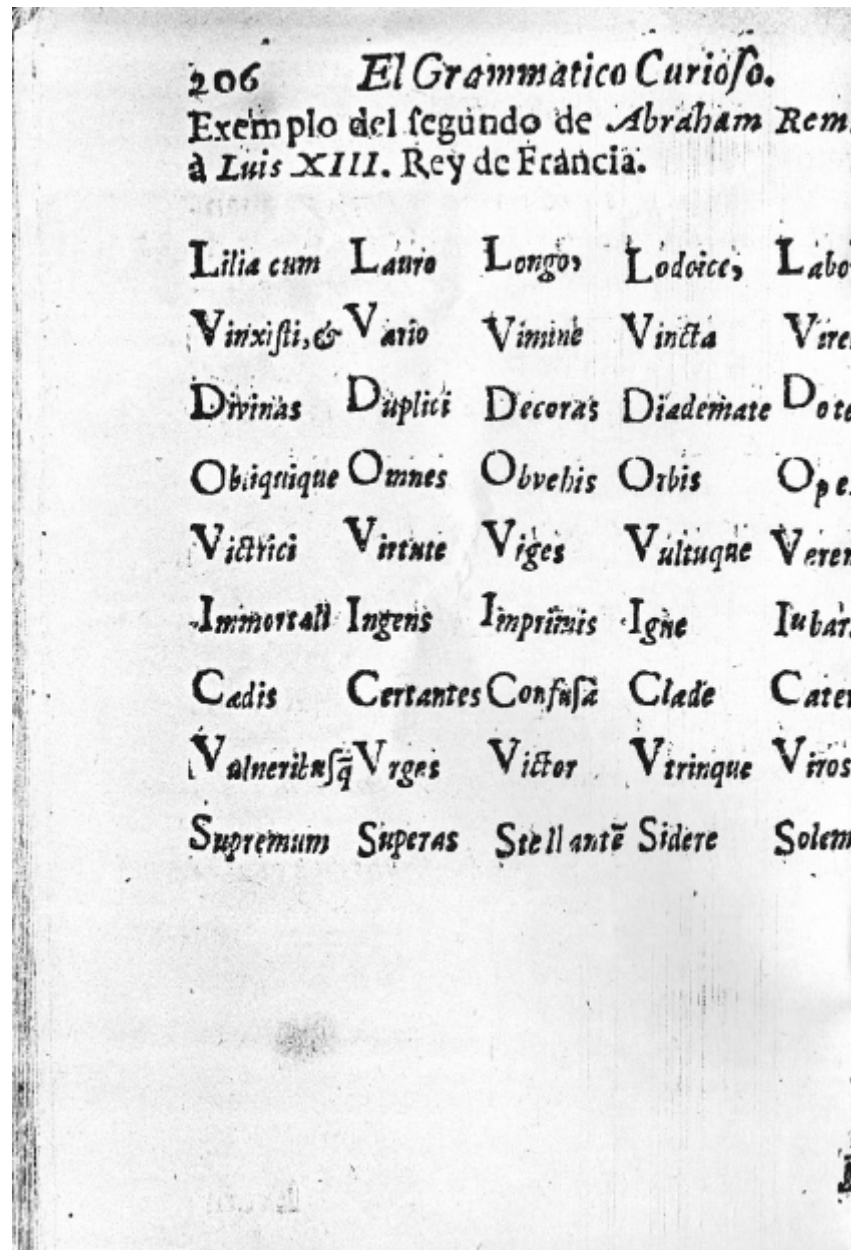 206 El Grammatico Curioſo.
Exemplo del ſegundo de Abraham Rem
à Luis XIII. Rey de Francia.
Lilia cum Lauro Longo, Lodoice, Labo
Vinxiſti, & Vario Vimine Vincta Vire
Divinas Duplici Decoras Diademate Dote
Obliquique Omnes Obvehis Orbis Ope
Victrici Virtute Viges Vultuque Veren
Immortali Ingens Imprimis Igne Iubar
Cædis Certantes Confuſã Clade Cater
Vrges Victor Vtrinque Viros
Supremum Superas Stellantẽ Sidere Solem